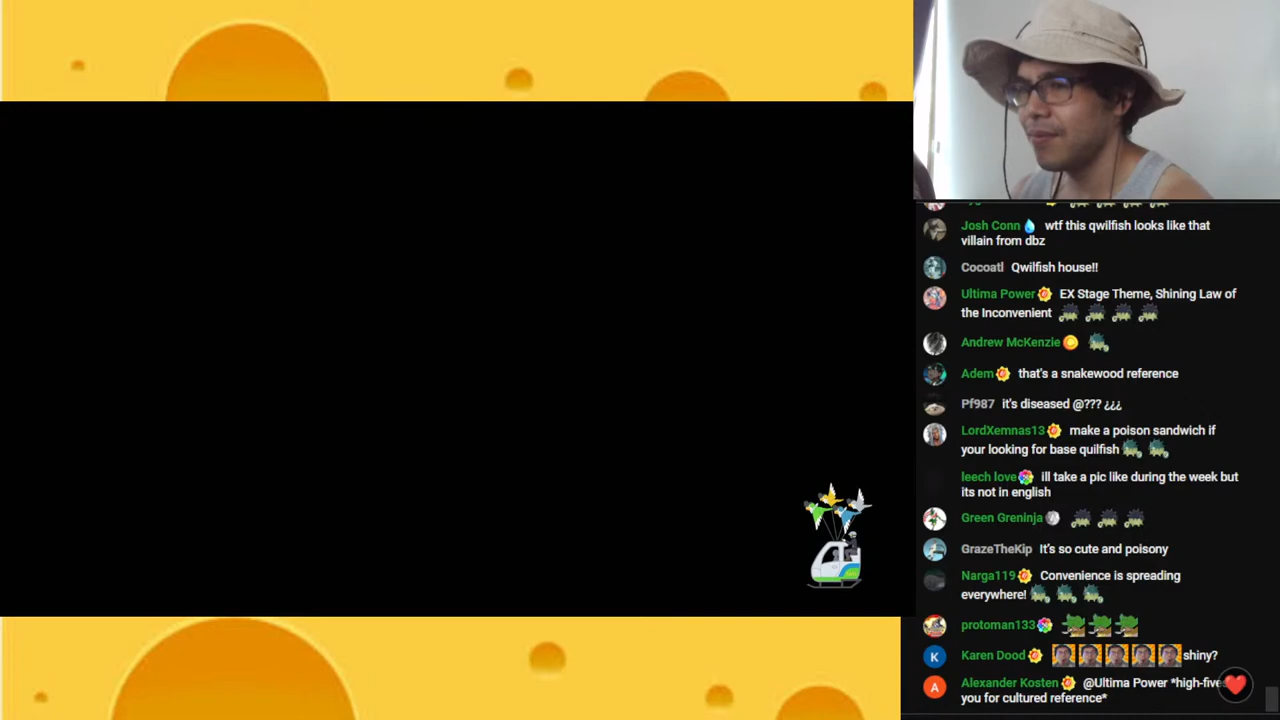 Josh Conn wtf this qwilfish looks like that
villain from dbz
Cocoatl Qwilfish house!!
Ultima Power EX Stage Theme, Shining Law of
the Inconvenient
Andrew McKenzie
Adem that's a snakewood reference
Pf987 it's diseased @??? ¿¿¿
LordXemnas13 make a poison sandwich if
your looking for base quilfish
leech love ill take a pic like during the week but
its not in english
Green Greninja
GrazeTheKip It's so cute and poisony
Narga119 Convenience is spreading
everywhere!
protoman133
K Karen Dood shiny?
A Alexander Kosten @Ultima Power *high-fives
you for cultured reference*